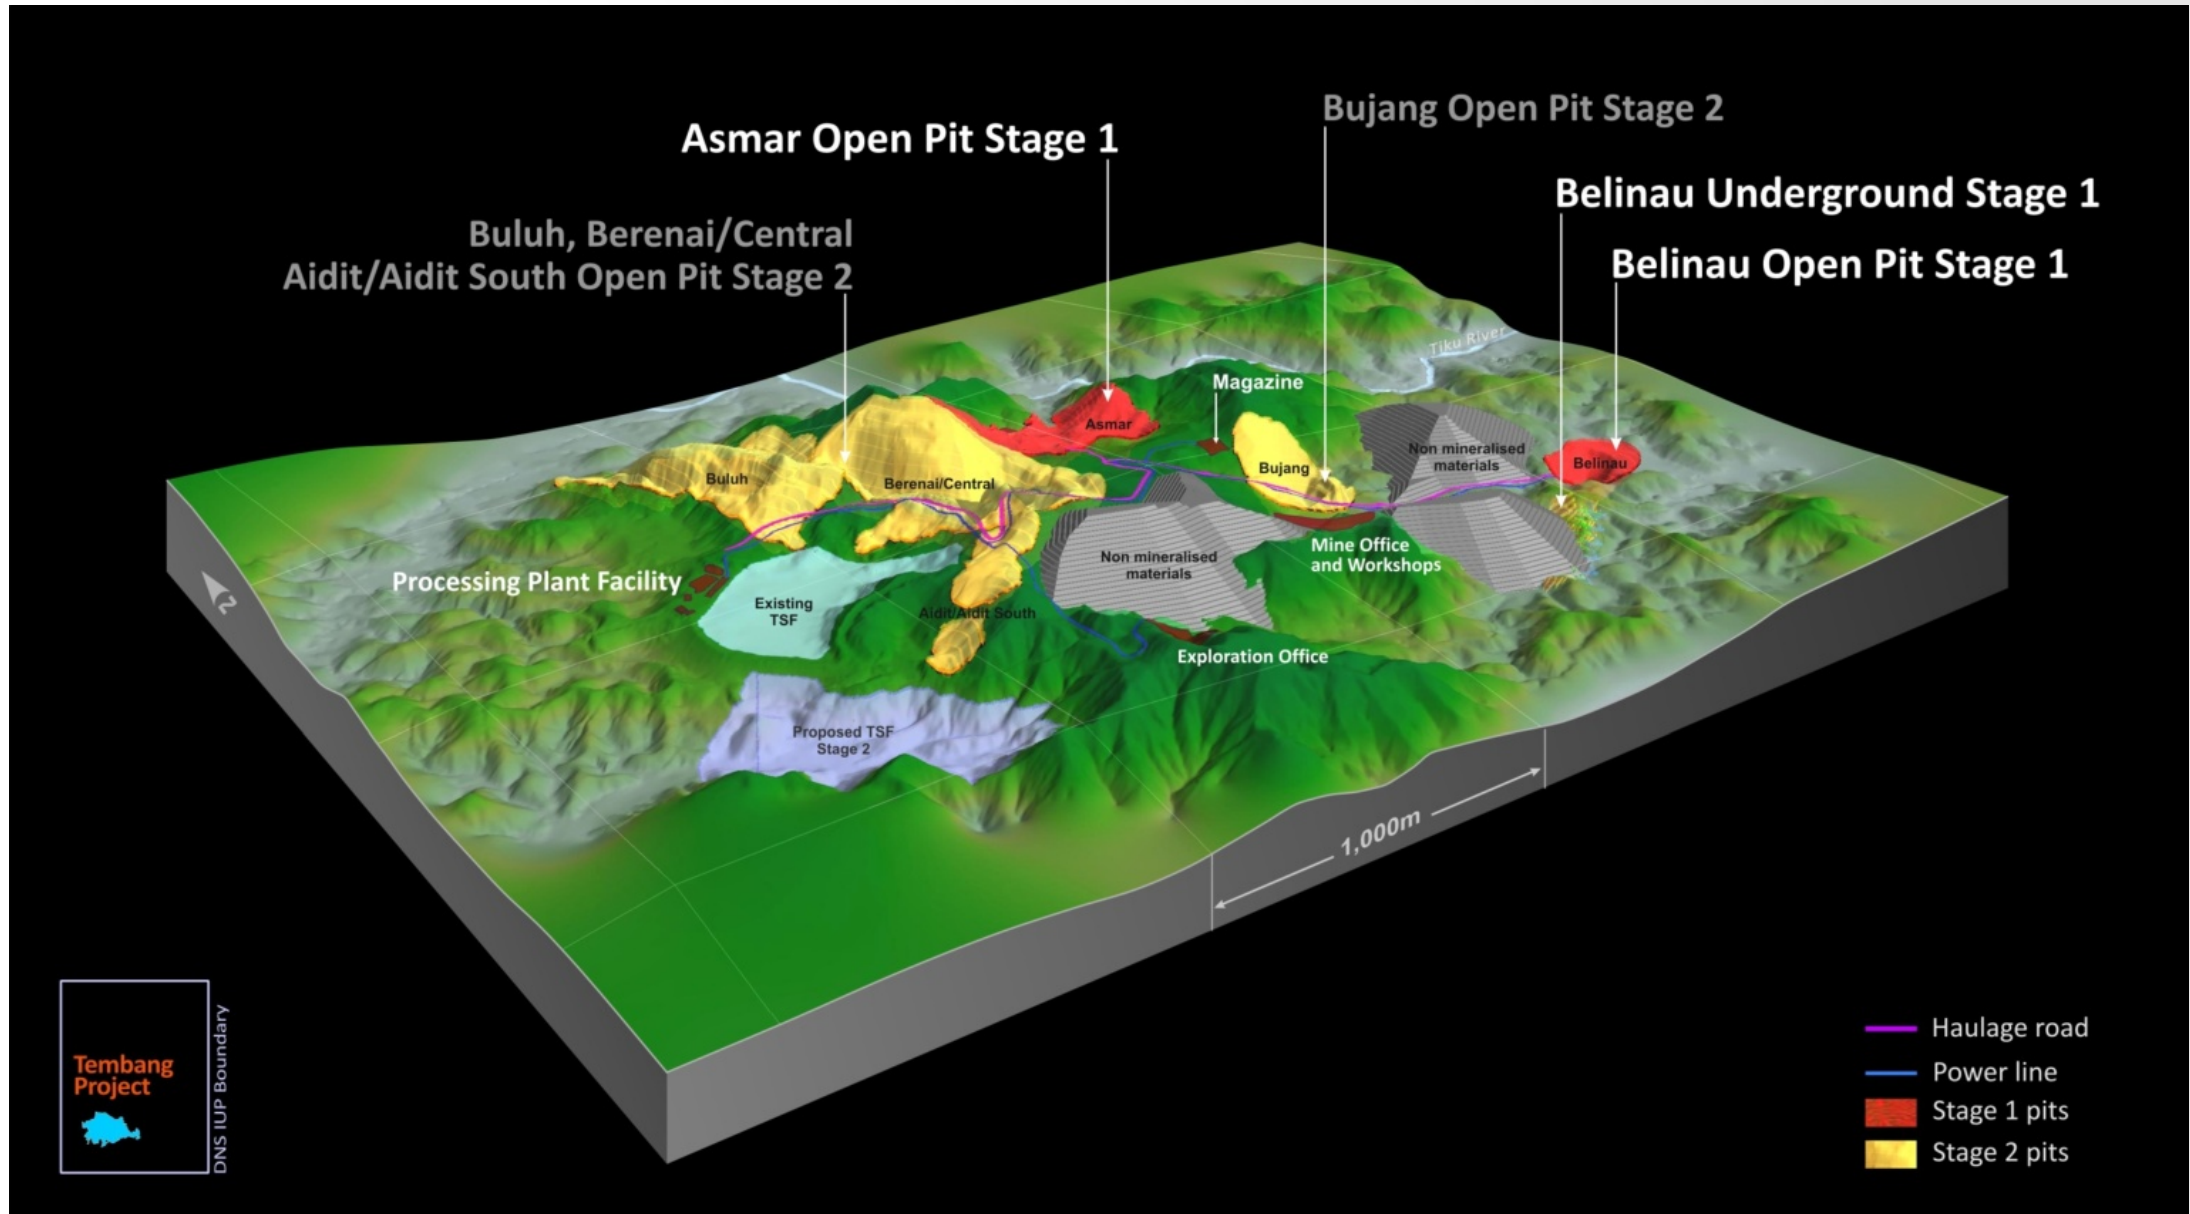 Bujang Open Pit Stage 2
Asmar Open Pit Stage 1
Belinau Underground Stage 1
Buluh, Berenai/Central
Aidit/Aidit South Open Pit Stage 2
Belinau Open Pit Stage 1
Tiku River
Magazine
Asmar
Non mineralised
materials
Belinau
Bujang
Buluh
Berenai/Central
Mine Office
and Workshops
Non mineralised
materials
Processing Plant Facility
Existing
TSF
Aidit/Aidit South
Exploration Office
N
Proposed TSF
Stage 2
1,000m
Tembang
Project
DNS IUP Boundary
Haulage road
Power line
Stage 1 pits
Stage 2 pits